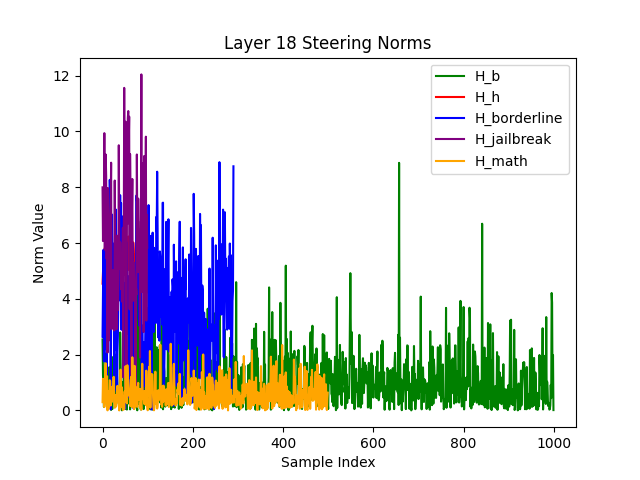 Layer 18 Steering Norms
Norm Value
12
10
8
6
4
2
0
0
200
400
600
800
1000
Sample Index
H_b
H_h
H_borderline
H_jailbreak
H_math